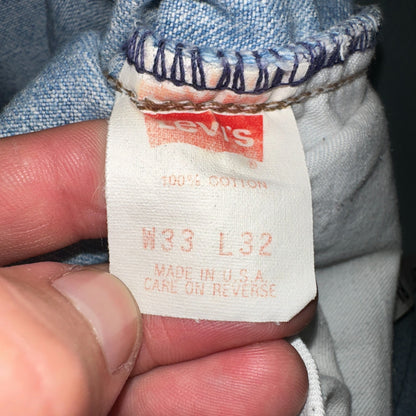 Levi's
100% COTTON
W33 L32
MADE IN U.S.A.
CARE ON REVERSE